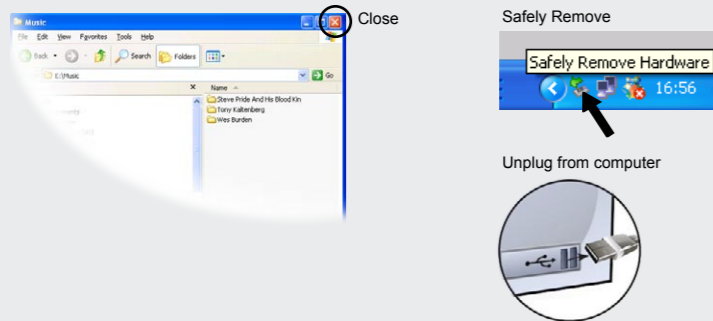 Music
Close
File Edit View Favorites Tools Help
Back Search Folders
E:\Music Go
X Name
Steve Pride And His Blood Kin
Tony Kaltenberg
Wes Burden
Safely Remove
Safely Remove Hardware
16:56
Unplug from computer